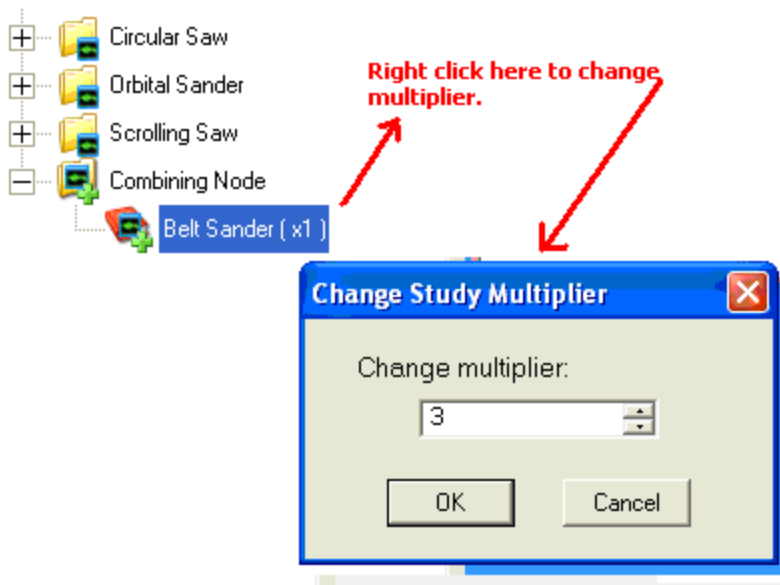 Circular Saw
Orbital Sander
Right click here to change
multiplier.
Scrolling Saw
Combining Node
Belt Sander ( x1 )
Change Study Multiplier
Change multiplier:
3
OK
Cancel